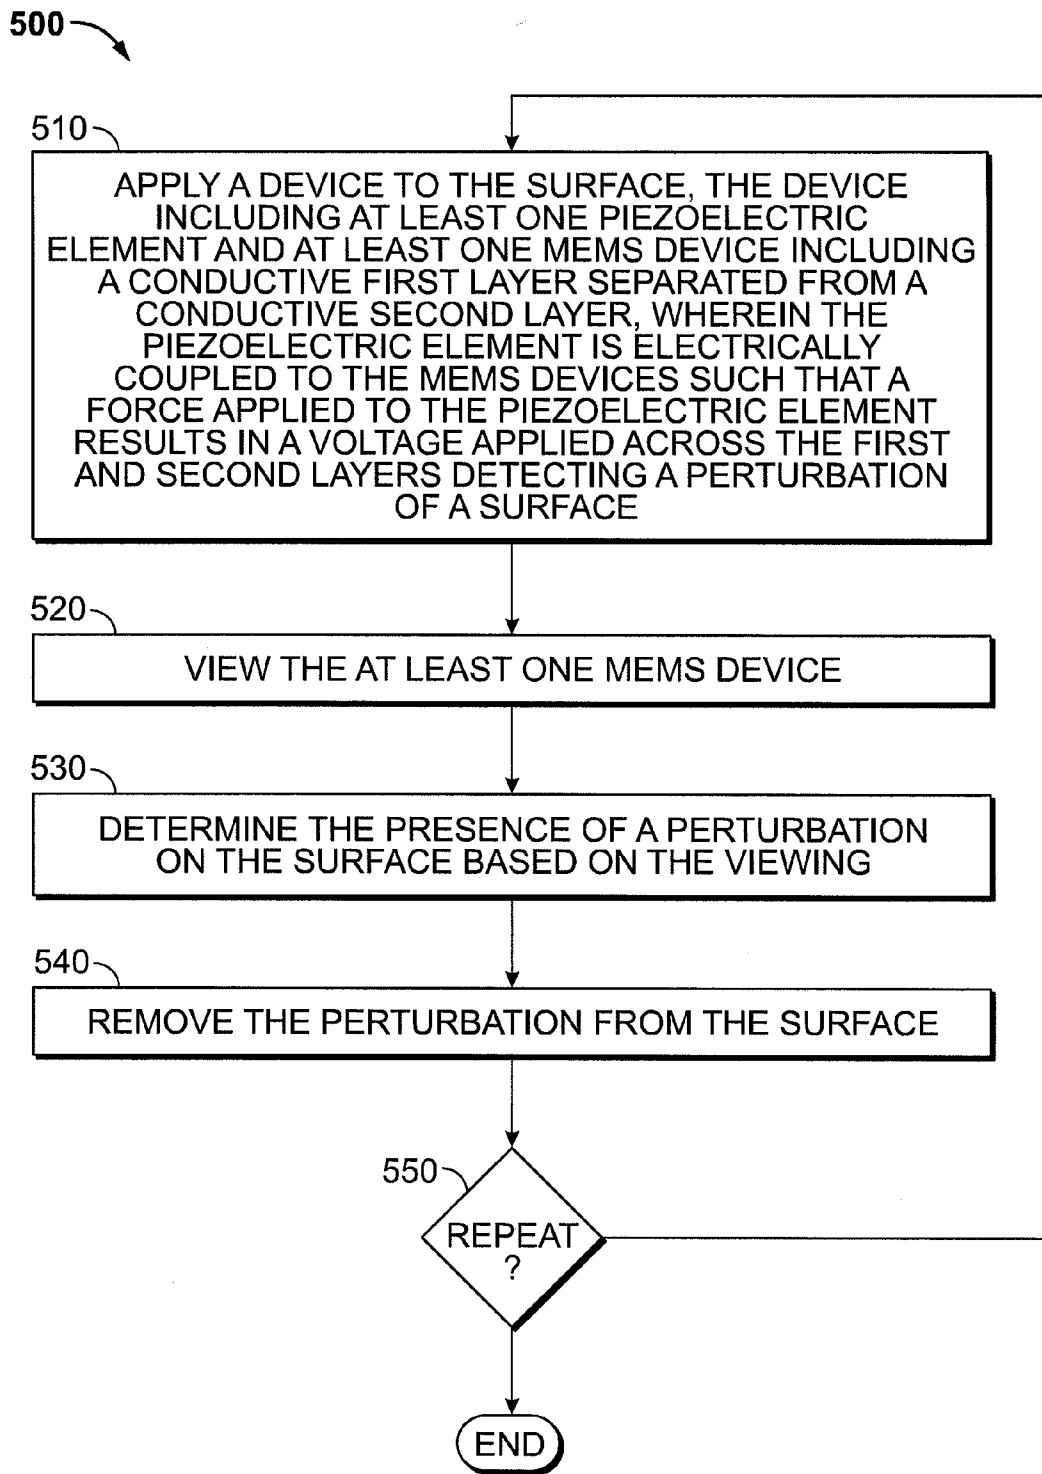 500
510
APPLY A DEVICE TO THE SURFACE, THE DEVICE
INCLUDING AT LEAST ONE PIEZOELECTRIC
ELEMENT AND AT LEAST ONE MEMS DEVICE INCLUDING
A CONDUCTIVE FIRST LAYER SEPARATED FROM A
CONDUCTIVE SECOND LAYER, WHEREIN THE
PIEZOELECTRIC ELEMENT IS ELECTRICALLY
COUPLED TO THE MEMS DEVICES SUCH THAT A
FORCE APPLIED TO THE PIEZOELECTRIC ELEMENT
RESULTS IN A VOLTAGE APPLIED ACROSS THE FIRST
AND SECOND LAYERS DETECTING A PERTURBATION
OF A SURFACE
520
VIEW THE AT LEAST ONE MEMS DEVICE
530
DETERMINE THE PRESENCE OF A PERTURBATION
ON THE SURFACE BASED ON THE VIEWING
540
REMOVE THE PERTURBATION FROM THE SURFACE
550
REPEAT
?
END